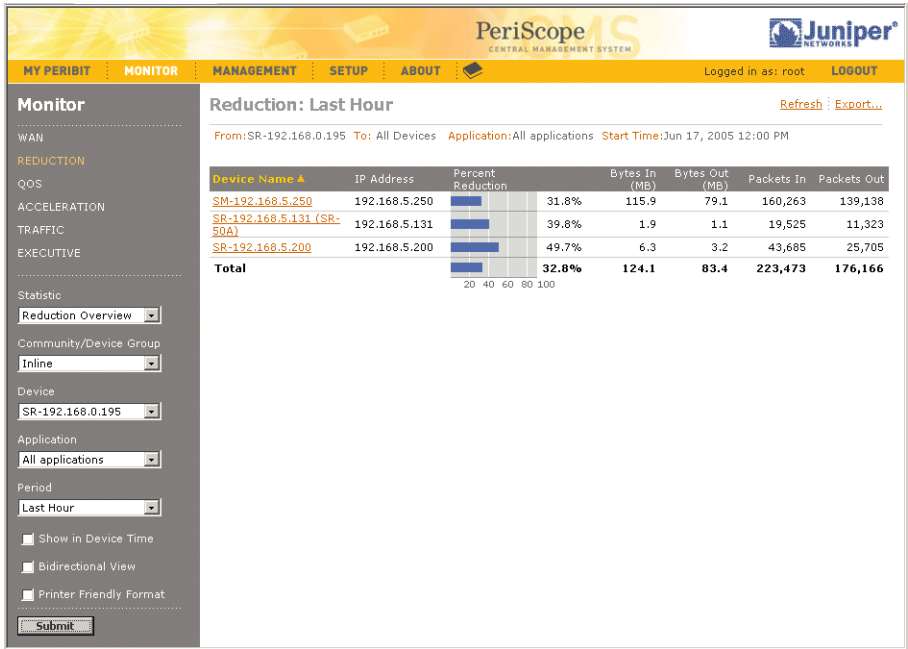 PeriScope
CENTRAL MANAGEMENT SYSTEM
CMS
Juniper®
NETWORKS
MY PERIBIT MONITOR MANAGEMENT SETUP ABOUT Logged in as: root LOGOUT
Monitor
WAN
REDUCTION
QOS
ACCELERATION
TRAFFIC
EXECUTIVE
Statistic
Reduction Overview
Community/Device Group
Inline
Device
SR-192.168.0.195
Application
All applications
Period
Last Hour
Show in Device Time
Bidirectional View
Printer Friendly Format
Submit
Reduction: Last Hour
Refresh Export...
From:SR-192.168.0.195 To: All Devices Application:All applications Start Time:Jun 17, 2005 12:00 PM
Device Name IP Address Percent Reduction Bytes In (MB) Bytes Out (MB) Packets In Packets Out
SM-192.168.5.250 192.168.5.250 31.8% 115.9 79.1 160,263 139,138
SR-192.168.5.131 (SR-
50A) 192.168.5.131 39.8% 1.9 1.1 19,525 11,323
SR-192.168.5.200 192.168.5.200 49.7% 6.3 3.2 43,685 25,705
Total 32.8% 124.1 83.4 223,473 176,166
20 40 60 80 100